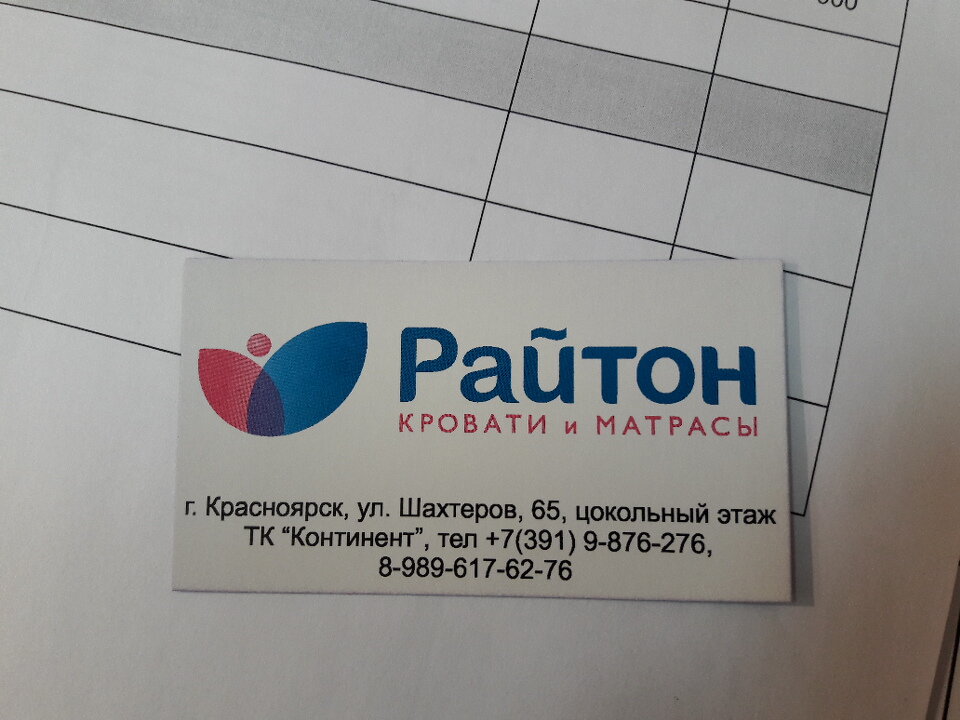 000
Райтон
КРОВАТИ и МАТРАСЫ
г. Красноярск, ул. Шахтеров, 65, цокольный этаж
ТК “Континент”, тел +7(391) 9-876-276,
8-989-617-62-76